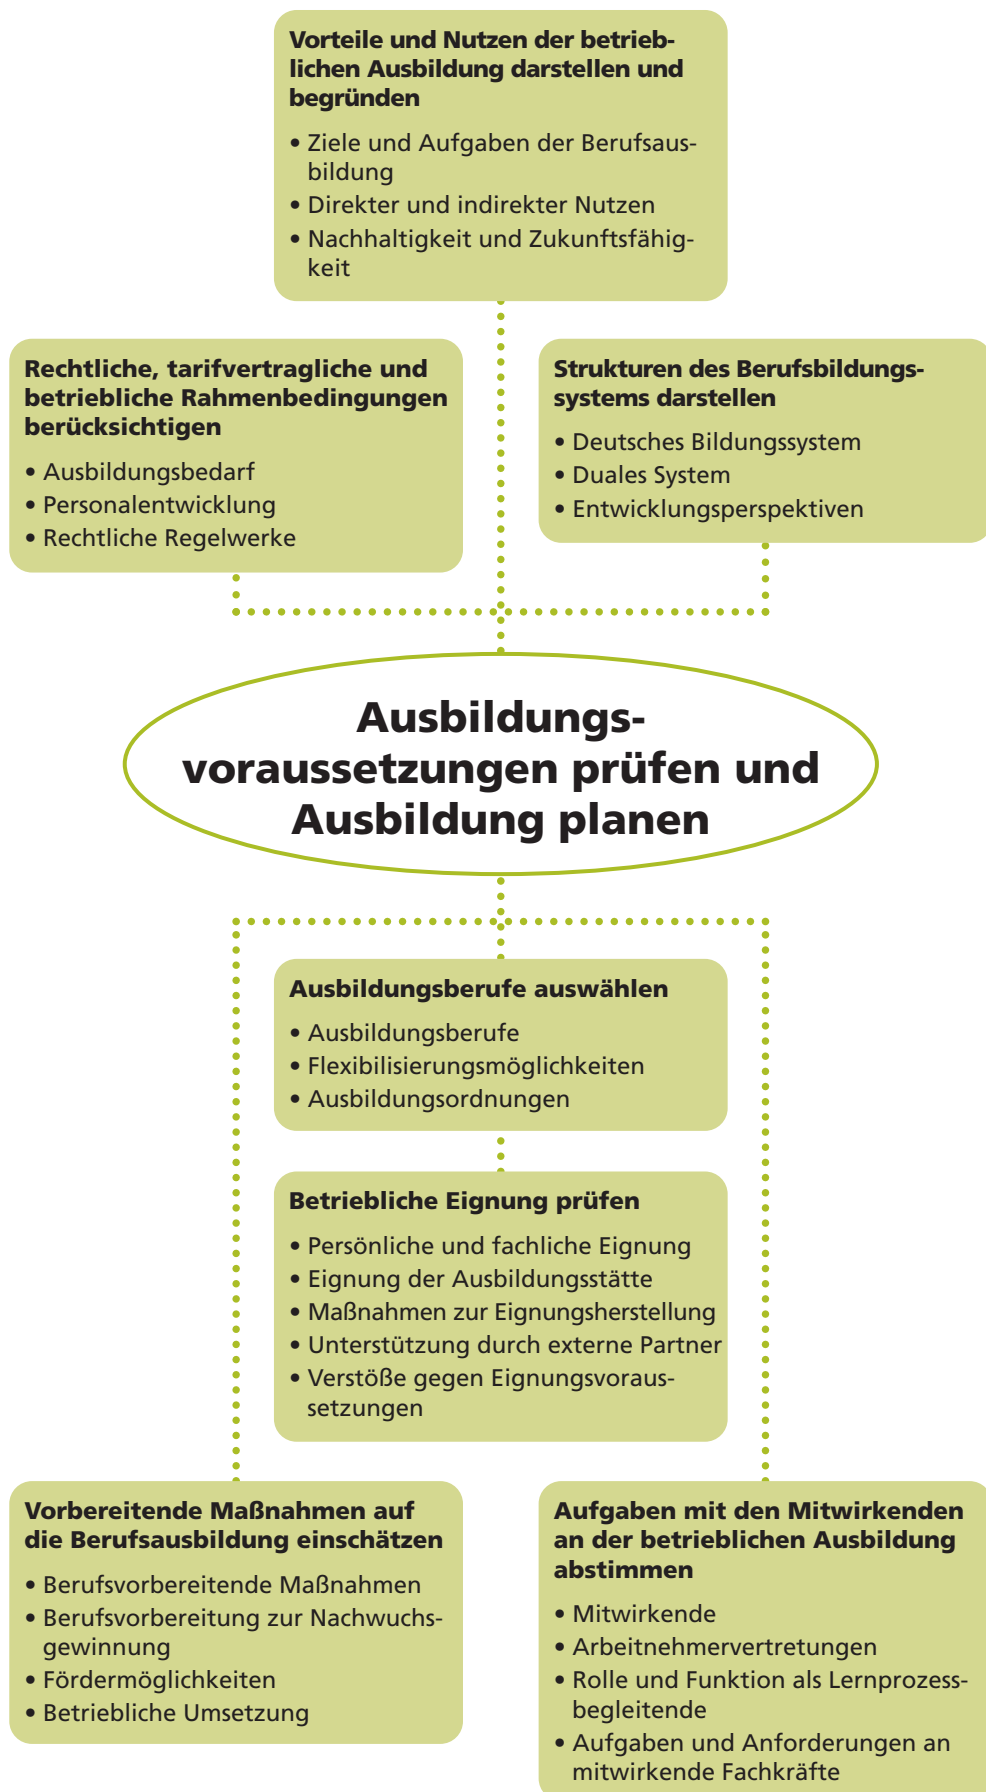 Vorteile und Nutzen der betrieb-
lichen Ausbildung darstellen und
begründen
• Ziele und Aufgaben der Berufsaus-
bildung
• Direkter und indirekter Nutzen
• Nachhaltigkeit und Zukunftsfähig-
keit
Rechtliche, tarifvertragliche und
betriebliche Rahmenbedingungen
berücksichtigen
• Ausbildungsbedarf
• Personalentwicklung
• Rechtliche Regelwerke
Strukturen des Berufsbildungs-
systems darstellen
• Deutsches Bildungssystem
• Duales System
• Entwicklungsperspektiven
Ausbildungs-
voraussetzungen prüfen und
Ausbildung planen
Ausbildungsberufe auswählen
• Ausbildungsberufe
• Flexibilisierungsmöglichkeiten
• Ausbildungsordnungen
Betriebliche Eignung prüfen
• Persönliche und fachliche Eignung
• Eignung der Ausbildungsstätte
• Maßnahmen zur Eignungsherstellung
• Unterstützung durch externe Partner
• Verstöße gegen Eignungsvoraus-
setzungen
Vorbereitende Maßnahmen auf
die Berufsausbildung einschätzen
• Berufsvorbereitende Maßnahmen
• Berufsvorbereitung zur Nachwuchs-
gewinnung
• Fördermöglichkeiten
• Betriebliche Umsetzung
Aufgaben mit den Mitwirkenden
an der betrieblichen Ausbildung
abstimmen
• Mitwirkende
• Arbeitnehmervertretungen
• Rolle und Funktion als Lernprozess-
begleitende
• Aufgaben und Anforderungen an
mitwirkende Fachkräfte